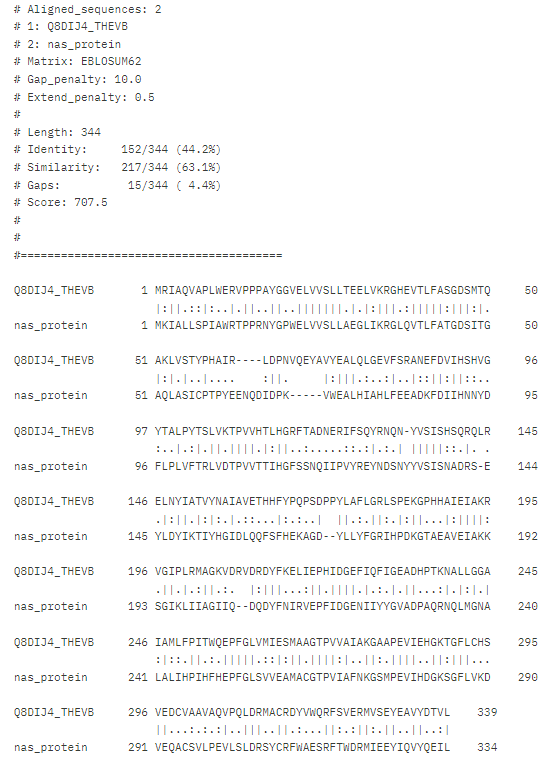 # Aligned_sequences: 2
# 1: Q8DIJ4_THEVB
# 2: nas_protein
# Matrix: EBLOSUM62
# Gap_penalty: 10.0
# Extend_penalty: 0.5
#
# Length: 344
# Identity:     152/344 (44.2%)
# Similarity:   217/344 (63.1%)
# Gaps:          15/344 ( 4.4%)
# Score: 707.5
#
#
#=======================================
Q8DIJ4_THEVB       1 MRIAQVAPLWERVPPPAYGGVELVVSLLTEELVKRGHEVTLFASGDSMTQ     50
                     |:||.::|:..|.||..||..|||||||.|.|:|||.:|||||:|||:|.
nas_protein        1 MKIALLSPIAWRTPPRNYGPWELVVSLLAEGLIKRGLQVTLFATGDSITG     50
Q8DIJ4_THEVB      51 AKLVSTYPHAIR----LDPNVQEYAVYEALQLGEVFSRANEFDVIHSHVG     96
                     |:|.|..|....    :||.     |:|||.:..:|..|::||:||::..
nas_protein       51 AQLASICPTPYEENQDIDPK-----VWEALHIAHLFEEADKFDIIHNNYD     95
Q8DIJ4_THEVB      97 YTALPYTSLVKTPVVHTLHGRFTADNERIFSQYRNQN-YVSISHSQRQLR    145
                     :..|.:|.||.||||.|:||..:.....::.:|.:.| |||||::.|. .
nas_protein       96 FLPLVFTRLVDTPVVTTIHGFSSNQIIPVYREYNDSNYYVSISNADRS-E    144
Q8DIJ4_THEVB     146 ELNYIATVYNAIAVETHHFYPQPSDPPYLAFLGRLSPEKGPHHAIEIAKR    195
                     .|:||.|:|:|.::...|:.:..|  ||.:.||:|:||...|:||||:
nas_protein      145 YLDYIKTIYHGIDLQQFSFHEKAGD--YLLYFGRIHPDKGTAEAVEIAKK    192
Q8DIJ4_THEVB     196 VGIPLRMAGKVDRVDRDYFKELIEPHIDGEFIQFIGEADHPTKNALLGGA    245
                     .||.|.:||:.  |:|||...||.||||.:.||.||...|.:|.|
nas_protein      193 SGIKLIIAGIIQ--DQDYFNIRVEPFIDGENIIYYGVADPAQRNQLMGNA    240
Q8DIJ4_THEVB     246 IAMLFPITWQEPFGLVMIESMAAGTPVVAIAKGAAPEVIEHGKTGFLCHS    295
                     :|::.||.:.|||||.::|:||.||||:|..||.:||||..||:|||...
nas_protein      241 LALIHPIHFHEPFGLSVVEAMACGTPVIAFNKGSMPEVIHDGKSGFLVKD    290
Q8DIJ4_THEVB     296 VEDCVAAVAQVPQLDRMACRDYVWQRFSVERMVSEYEAVYDTVL    339
                     ||...:.:..|.:|||..||.:...||:.:||:.||..||..:|
nas_protein      291 VEQACSVLPEVLSLDRSYCRFWAESRFTWDRMIEEYIQVYQEIL    334